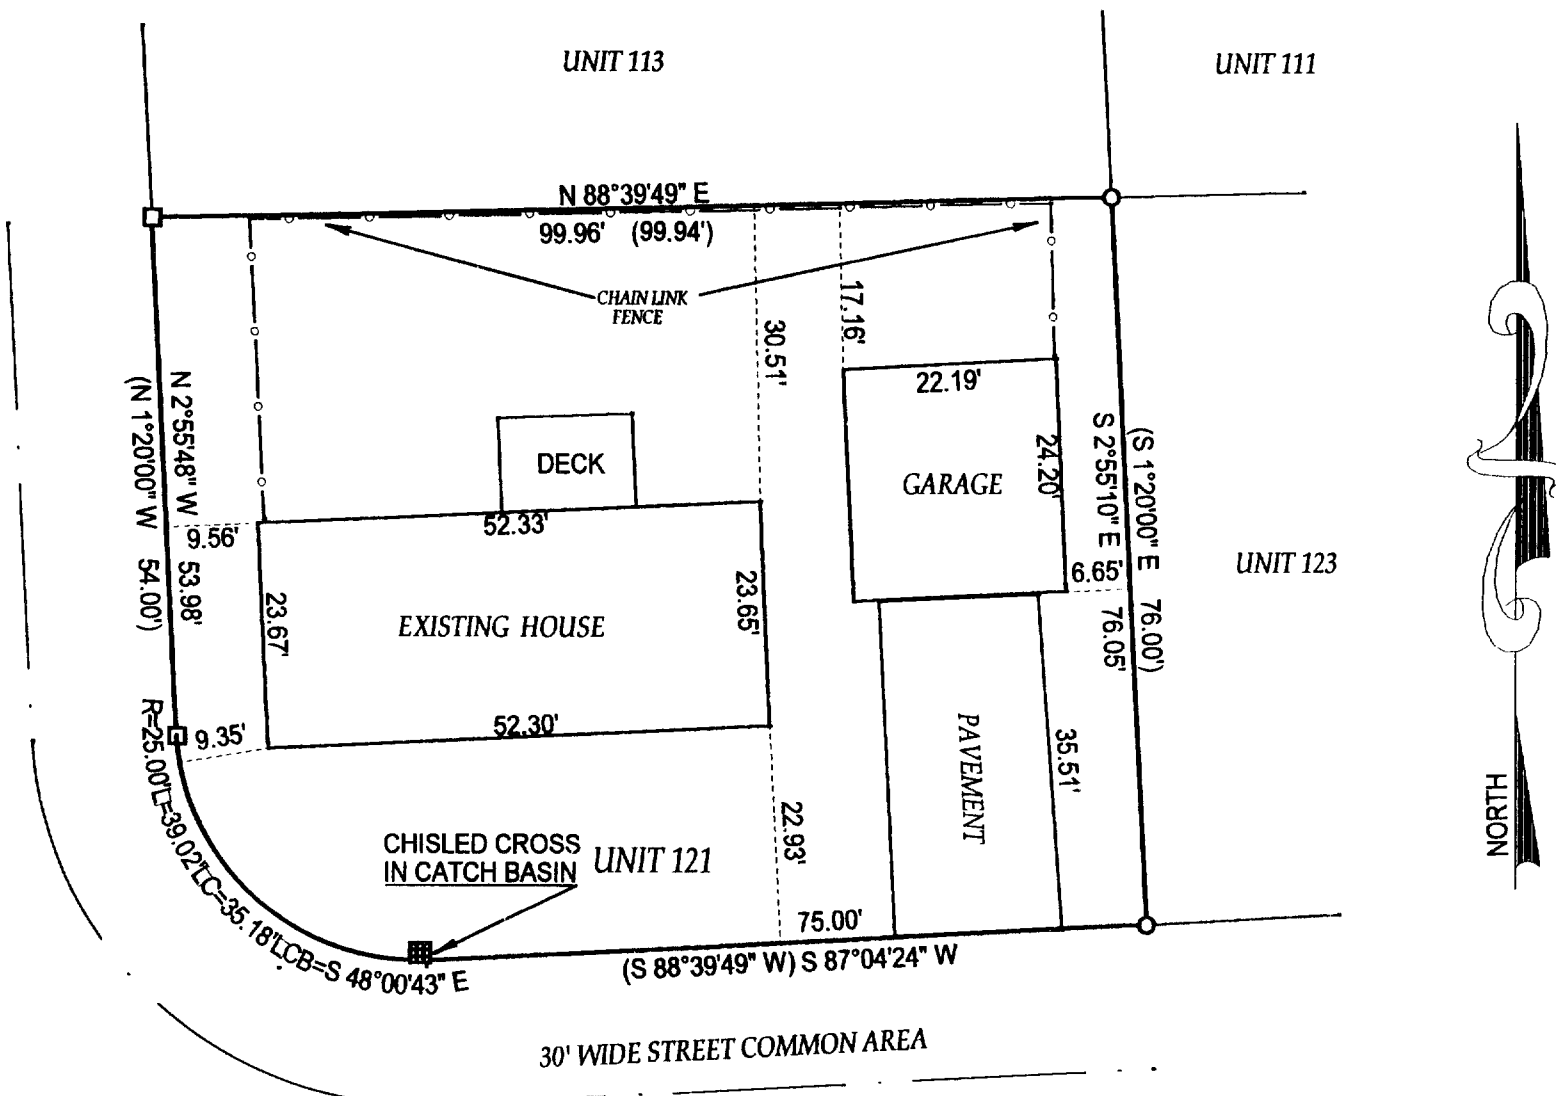 UNIT 113
UNIT 111
N 88°39'49" E
99.96' (99.94')
CHAIN LINK
FENCE
17.16'
30.51'
22.19'
N 2°55'48" W 53.98'
(N 1°20'00" W 54.00')
DECK
GARAGE
24.20'
(S 1°20'00" E 76.00')
S 2°55'10" E 76.05'
52.33'
9.56'
6.65'
UNIT 123
23.67'
EXISTING HOUSE
23.65'
52.30'
9.35'
PAVEMENT
35.51'
R=25.00' L=39.02' LC=35.18' LCB=S 48°00'43" E
CHISLED CROSS
IN CATCH BASIN
UNIT 121
22.93'
75.00'
(S 88°39'49" W) S 87°04'24" W
30' WIDE STREET COMMON AREA
NORTH